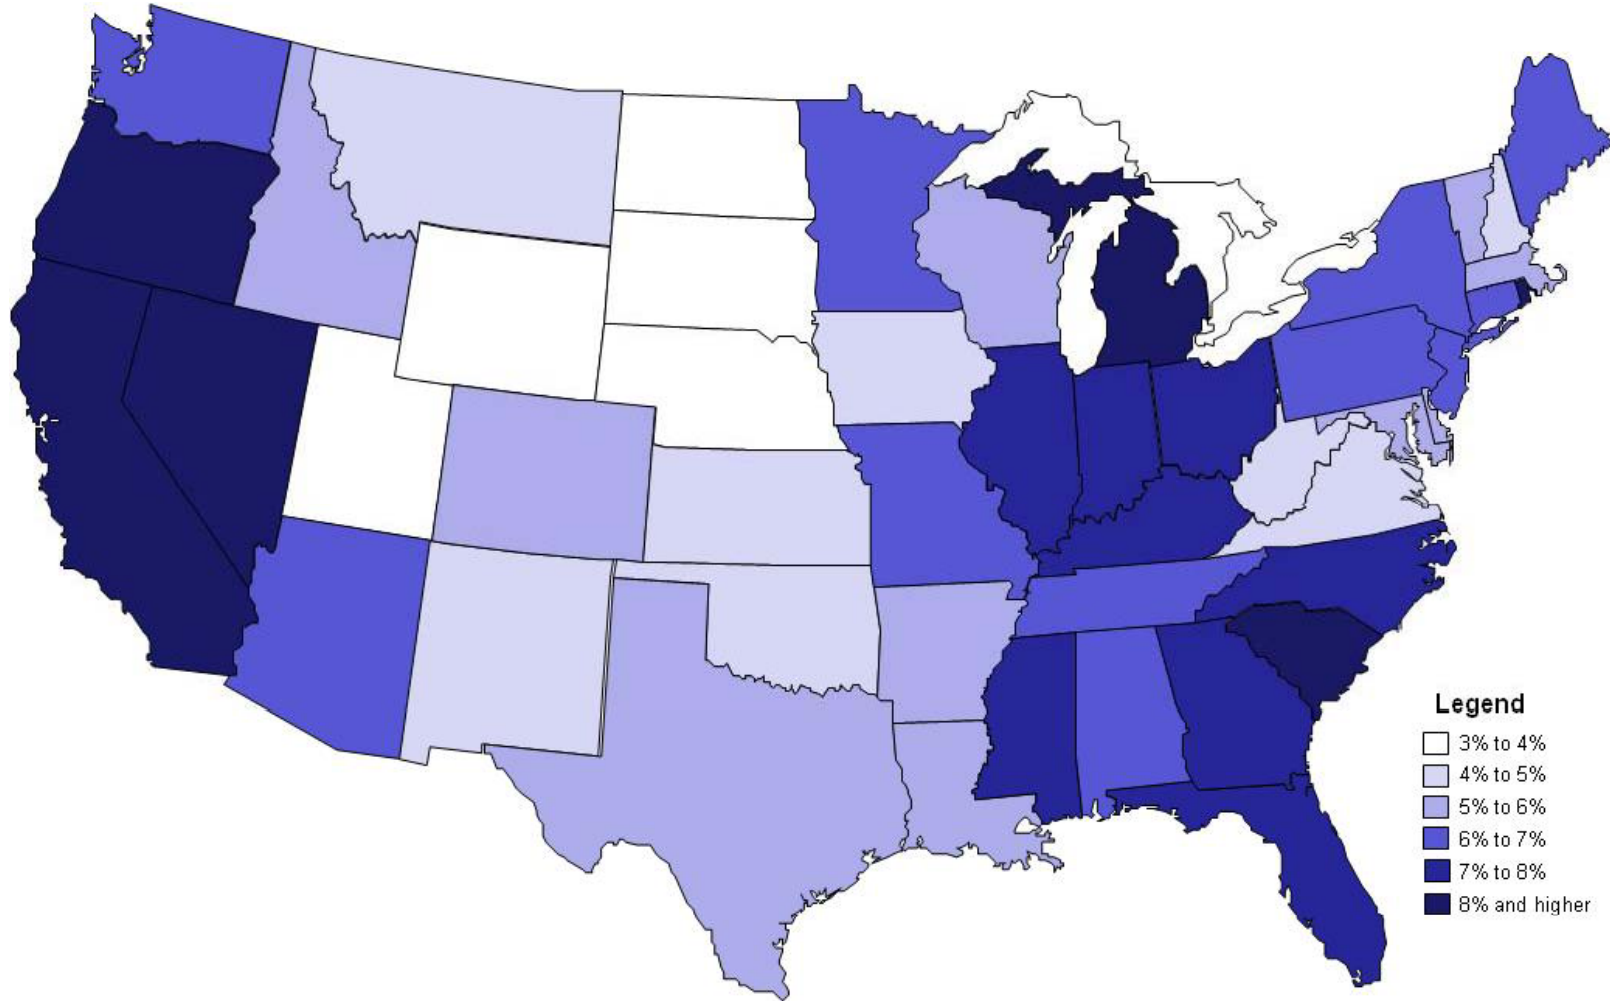 Legend
3% to 4%
4% to 5%
5% to 6%
6% to 7%
7% to 8%
8% and higher